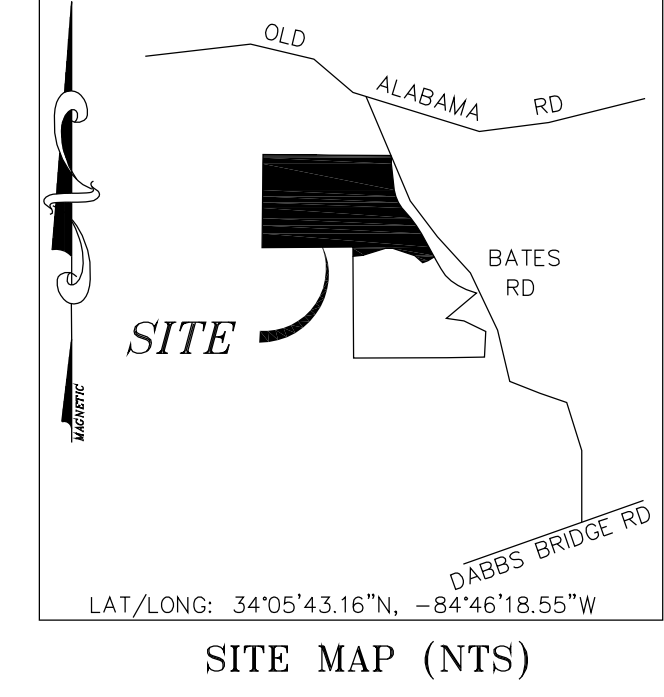 OLD
ALABAMA RD
BATES
RD
SITE
MAGNETIC
DABBS BRIDGE RD
LAT/LONG: 34°05'43.16"N, -84°46'18.55"W
SITE MAP (NTS)